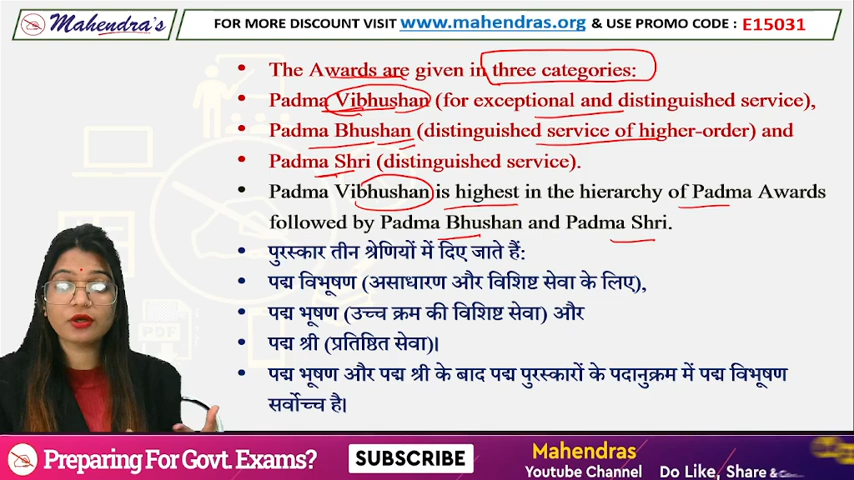 Mahendra's
FOR MORE DISCOUNT VISIT www.mahendras.org & USE PROMO CODE : E15031
• The Awards are given in three categories:
• Padma Vibhushan (for exceptional and distinguished service),
• Padma Bhushan (distinguished service of higher-order) and
• Padma Shri (distinguished service).
• Padma Vibhushan is highest in the hierarchy of Padma Awards
followed by Padma Bhushan and Padma Shri.
• पुरस्कार तीन श्रेणियों में दिए जाते हैं:
• पद्म विभूषण (असाधारण और विशिष्ट सेवा के लिए),
• पद्म भूषण (उच्च क्रम की विशिष्ट सेवा) और
• पद्म श्री (प्रतिष्ठित सेवा)।
• पद्म भूषण और पद्म श्री के बाद पद्म पुरस्कारों के पदानुक्रम में पद्म विभूषण
सर्वोच्च है।
PDF
Preparing For Govt. Exams?
SUBSCRIBE
Mahendras
Youtube Channel
Do Like, Share &